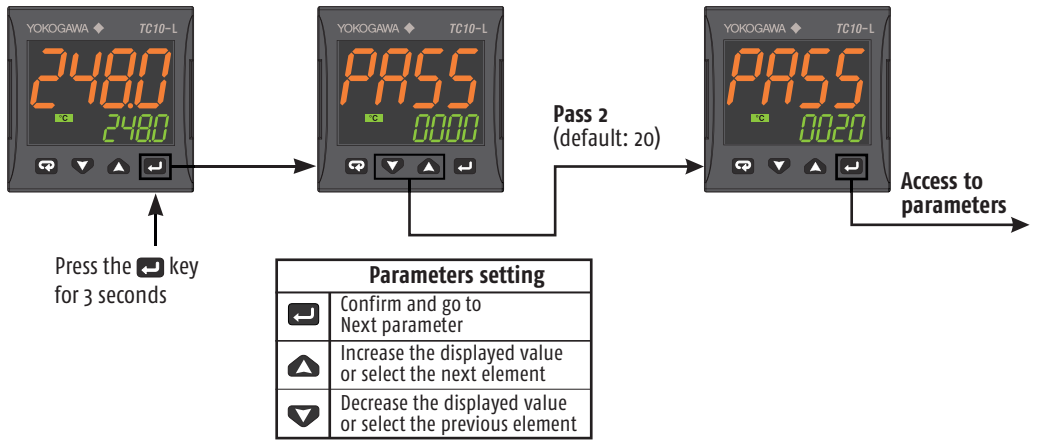 YOKOGAWA TC10-L
248.0
°C
248.0
YOKOGAWA TC10-L
PASS
°C
0000
Pass 2
(default: 20)
YOKOGAWA TC10-L
PASS
°C
0020
Access to
parameters
Press the key
for 3 seconds
Parameters setting
Confirm and go to
Next parameter
Increase the displayed value
or select the next element
Decrease the displayed value
or select the previous element